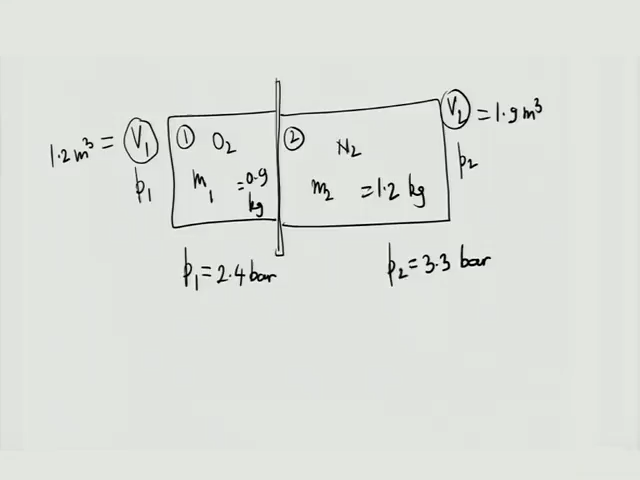 1.2 m³ = V₁
p₁
① O₂
m₁ = 0.9 kg
② N₂
m₂ = 1.2 kg
V₂ = 1.9 m³
p₂
p₁ = 2.4 bar
p₂ = 3.3 bar